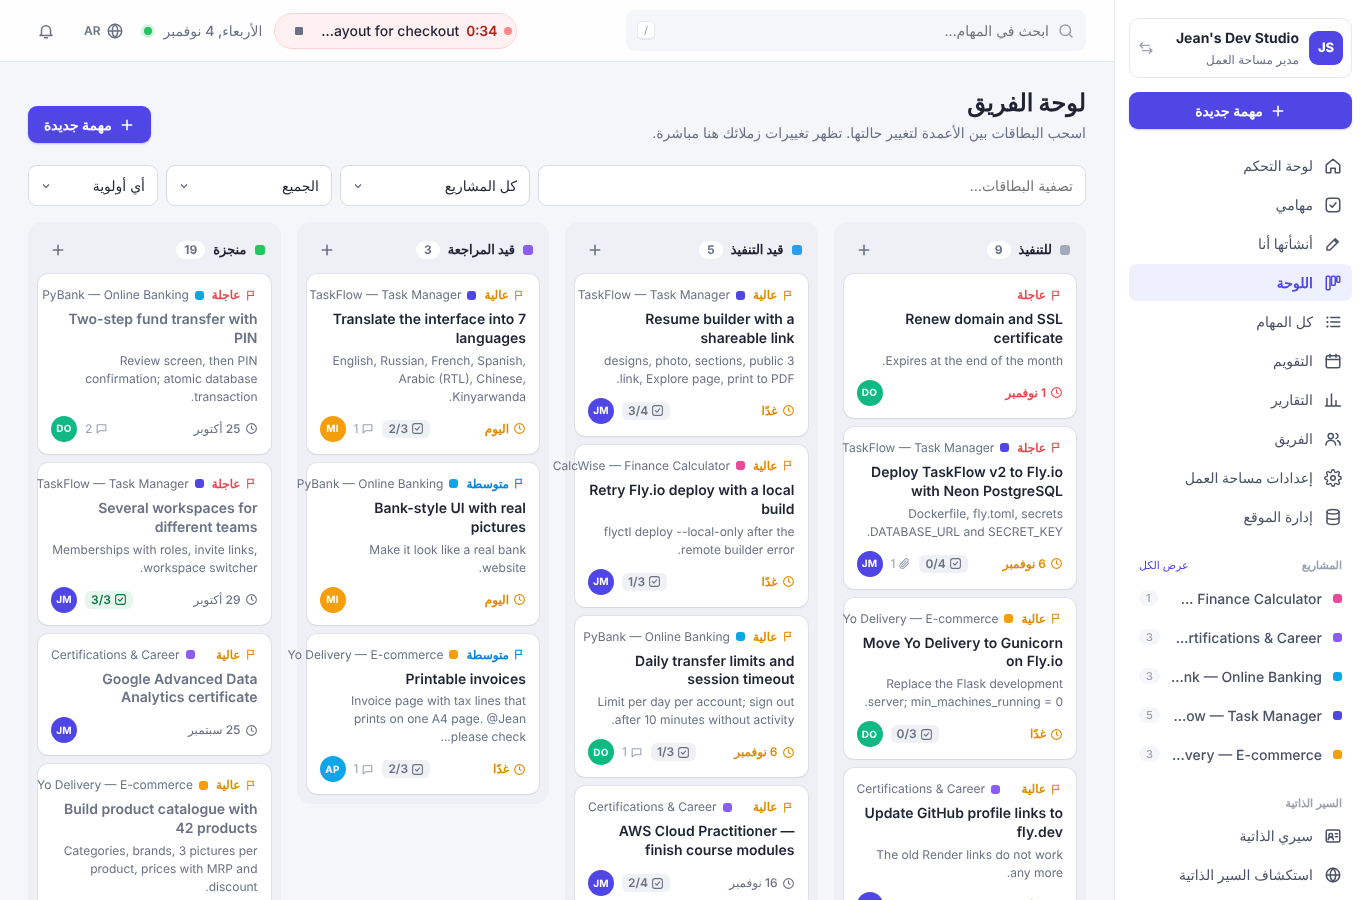 JS
Jean's Dev Studio
مدير مساحة العمل
مهمة جديدة
لوحة التحكم
مهامي
أنشأتها أنا
اللوحة
كل المهام
التقويم
التقارير
الفريق
إعدادات مساحة العمل
إدارة الموقع
المشاريع
عرض الكل
... Finance Calculator
1
...rtifications & Career
3
...nk — Online Banking
3
...ow — Task Manager
5
...very — E-commerce
3
السير الذاتية
سيري الذاتية
استكشاف السير الذاتية
ابحث في المهام...
/
0:34
...ayout for checkout
الأربعاء, 4 نوفمبر
AR
لوحة الفريق
اسحب البطاقات بين الأعمدة لتغيير حالتها. تظهر تغييرات زملائك هنا مباشرة.
مهمة جديدة
تصفية البطاقات...
كل المشاريع
الجميع
أي أولوية
للتنفيذ
9
عاجلة
Renew domain and SSL
certificate
.Expires at the end of the month
1 نوفمبر
DO
عاجلة
TaskFlow — Task Manager
Deploy TaskFlow v2 to Fly.io
with Neon PostgreSQL
Dockerfile, fly.toml, secrets
.DATABASE_URL and SECRET_KEY
6 نوفمبر
0/4
1
JM
عالية
Yo Delivery — E-commerce
Move Yo Delivery to Gunicorn
on Fly.io
Replace the Flask development
.server; min_machines_running = 0
غدًا
0/3
DO
عالية
Certifications & Career
Update GitHub profile links to
fly.dev
The old Render links do not work
.any more
قيد التنفيذ
5
عالية
TaskFlow — Task Manager
Resume builder with a
shareable link
designs, photo, sections, public 3
.link, Explore page, print to PDF
غدًا
3/4
JM
عالية
CalcWise — Finance Calculator
Retry Fly.io deploy with a local
build
flyctl deploy --local-only after the
.remote builder error
غدًا
1/3
JM
عالية
PyBank — Online Banking
Daily transfer limits and
session timeout
Limit per day per account; sign out
.after 10 minutes without activity
6 نوفمبر
1/3
1
DO
عالية
Certifications & Career
AWS Cloud Practitioner —
finish course modules
16 نوفمبر
2/4
JM
قيد المراجعة
3
عالية
TaskFlow — Task Manager
Translate the interface into 7
languages
English, Russian, French, Spanish,
Arabic (RTL), Chinese,
.Kinyarwanda
اليوم
2/3
1
MI
متوسطة
PyBank — Online Banking
Bank-style UI with real
pictures
Make it look like a real bank
.website
اليوم
MI
متوسطة
Yo Delivery — E-commerce
Printable invoices
Invoice page with tax lines that
prints on one A4 page. @Jean
...please check
غدًا
2/3
1
AP
منجزة
19
عاجلة
PyBank — Online Banking
Two-step fund transfer with
PIN
Review screen, then PIN
confirmation; atomic database
.transaction
25 أكتوبر
2
DO
عاجلة
TaskFlow — Task Manager
Several workspaces for
different teams
Memberships with roles, invite links,
.workspace switcher
29 أكتوبر
3/3
JM
عالية
Certifications & Career
Google Advanced Data
Analytics certificate
25 سبتمبر
JM
عالية
Yo Delivery — E-commerce
Build product catalogue with
42 products
Categories, brands, 3 pictures per
product, prices with MRP and
.discount